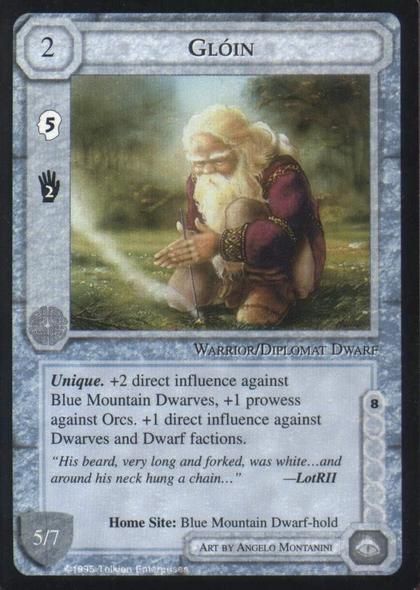 2
GLÓIN
5
2
WARRIOR/DIPLOMAT DWARF
Unique. +2 direct influence against
Blue Mountain Dwarves, +1 prowess
against Orcs. +1 direct influence against
Dwarves and Dwarf factions.
8
“His beard, very long and forked, was white…and
around his neck hung a chain…” —LotRII
Home Site: Blue Mountain Dwarf-hold
5/7
ART BY ANGELO MONTANINI
©1995 Tolkien Enterprises